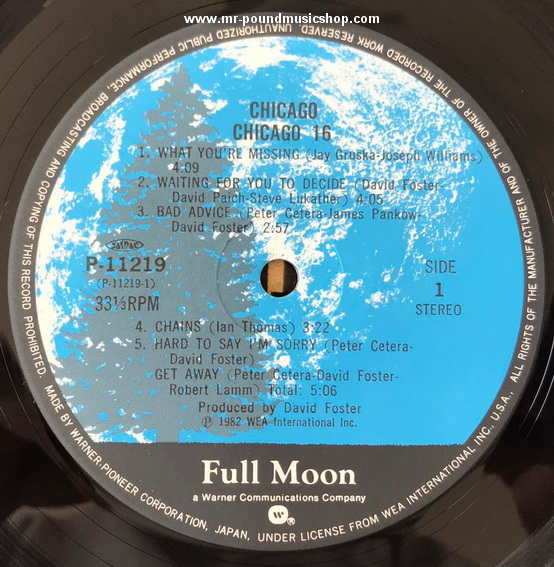 www.mr-poundmusicshop.com
ALL RIGHTS OF THE MANUFACTURER AND OF THE OWNER OF THE RECORDED WORK RESERVED. UNAUTHORIZED PUBLIC PERFORMANCE, BROADCASTING AND COPYING OF THIS RECORD PROHIBITED.
CHICAGO
CHICAGO 16
1. WHAT YOU'RE MISSING (Jay Gruska-Joseph Williams)
4:09
2. WAITING FOR YOU TO DECIDE (David Foster-
David Paich-Steve Lukather) 4:05
3. BAD ADVICE (Peter Cetera-James Pankow-
David Foster) 2:57
JASRAC
P-11219
(P-11219-1)
33⅓RPM
SIDE
1
STEREO
4. CHAINS (Ian Thomas) 3:22
5. HARD TO SAY I'M SORRY (Peter Cetera-
David Foster)
GET AWAY (Peter Cetera-David Foster-
Robert Lamm) Total: 5:06
Produced by David Foster
Ⓟ 1982 WEA International Inc.
Full Moon
a Warner Communications Company
W®
MADE BY WARNER-PIONEER CORPORATION, JAPAN, UNDER LICENSE FROM WEA INTERNATIONAL INC., U.S.A.